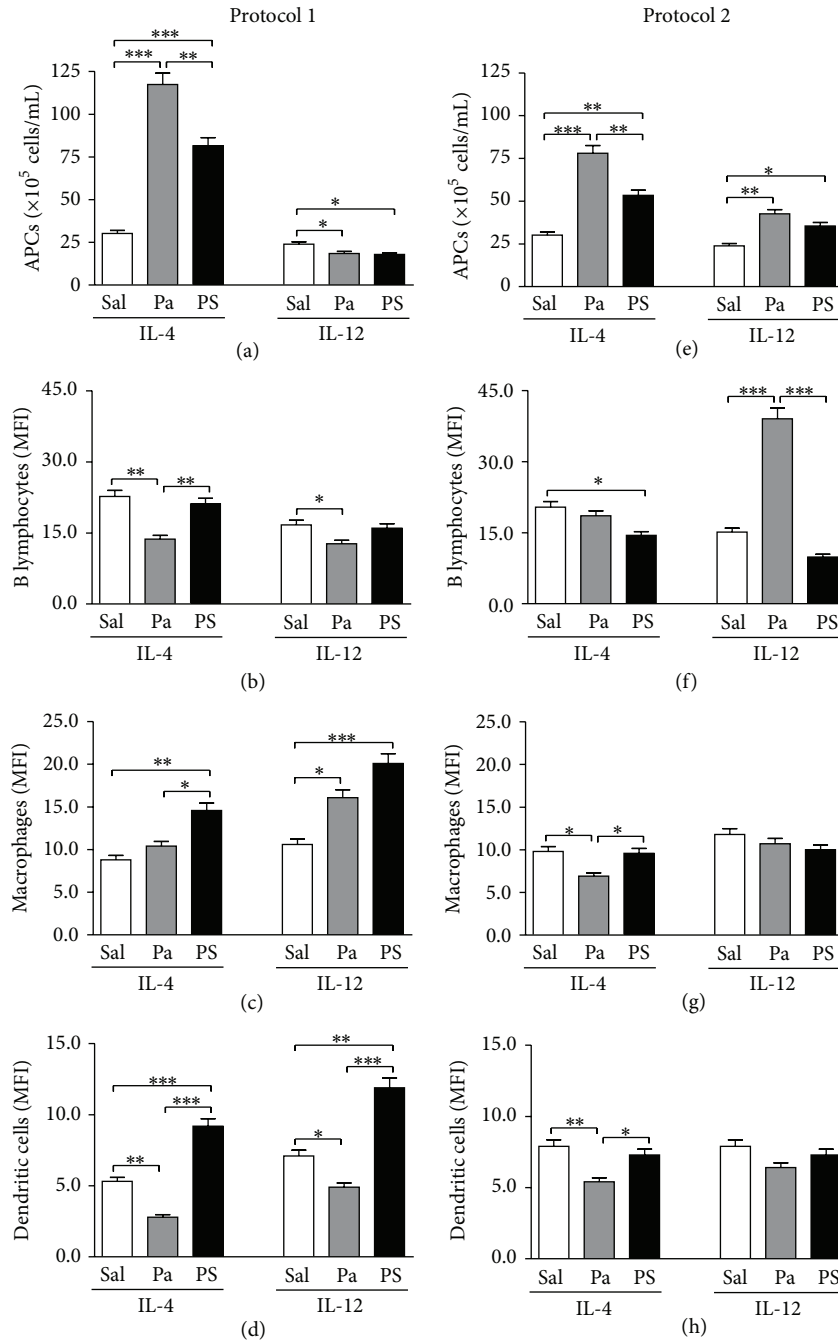 Protocol 1
Protocol 2
APCs (×10⁵ cells/mL)
125
100
75
50
25
0
***
***
**
*
*
Sal Pa PS Sal Pa PS
IL-4 IL-12
(a)
APCs (×10⁵ cells/mL)
125
100
75
50
25
0
**
***
**
*
**
Sal Pa PS Sal Pa PS
IL-4 IL-12
(e)
B lymphocytes (MFI)
45.0
30.0
15.0
0.0
**
**
*
Sal Pa PS Sal Pa PS
IL-4 IL-12
(b)
B lymphocytes (MFI)
45.0
30.0
15.0
0.0
*
***
***
Sal Pa PS Sal Pa PS
IL-4 IL-12
(f)
Macrophages (MFI)
25.0
20.0
15.0
10.0
5.0
0.0
**
*
***
*
Sal Pa PS Sal Pa PS
IL-4 IL-12
(c)
Macrophages (MFI)
25.0
20.0
15.0
10.0
5.0
0.0
*
*
Sal Pa PS Sal Pa PS
IL-4 IL-12
(g)
Dendritic cells (MFI)
15.0
10.0
5.0
0.0
***
***
**
**
***
*
Sal Pa PS Sal Pa PS
IL-4 IL-12
(d)
Dendritic cells (MFI)
15.0
10.0
5.0
0.0
**
*
Sal Pa PS Sal Pa PS
IL-4 IL-12
(h)